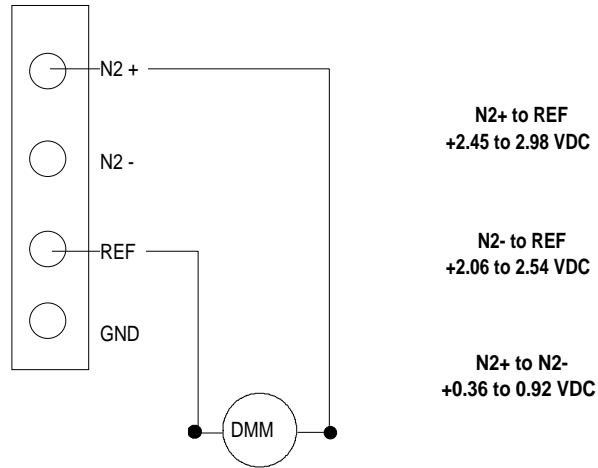 N2 +
N2 -
REF
GND
DMM
N2+ to REF
+2.45 to 2.98 VDC
N2- to REF
+2.06 to 2.54 VDC
N2+ to N2-
+0.36 to 0.92 VDC